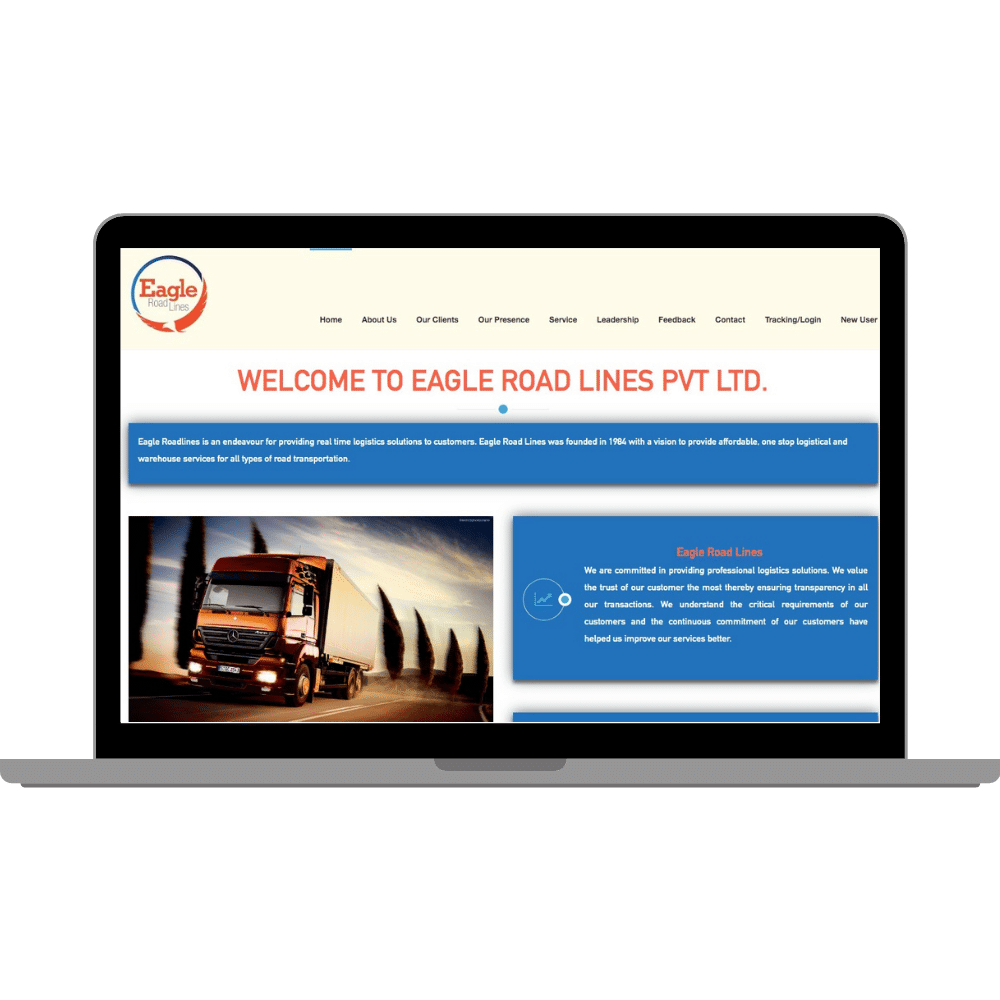 Eagle
Road Lines
Home About Us Our Clients Our Presence Service Leadership Feedback Contact Tracking/Login New User
WELCOME TO EAGLE ROAD LINES PVT LTD.
Eagle Roadlines is an endeavour for providing real time logistics solutions to customers. Eagle Road Lines was founded in 1984 with a vision to provide affordable, one stop logistical and
warehouse services for all types of road transportation.
Eagle Road Lines
We are committed in providing professional logistics solutions. We value
the trust of our customer the most thereby ensuring transparency in all
our transactions. We understand the critical requirements of our
customers and the continuous commitment of our customers have
helped us improve our services better.